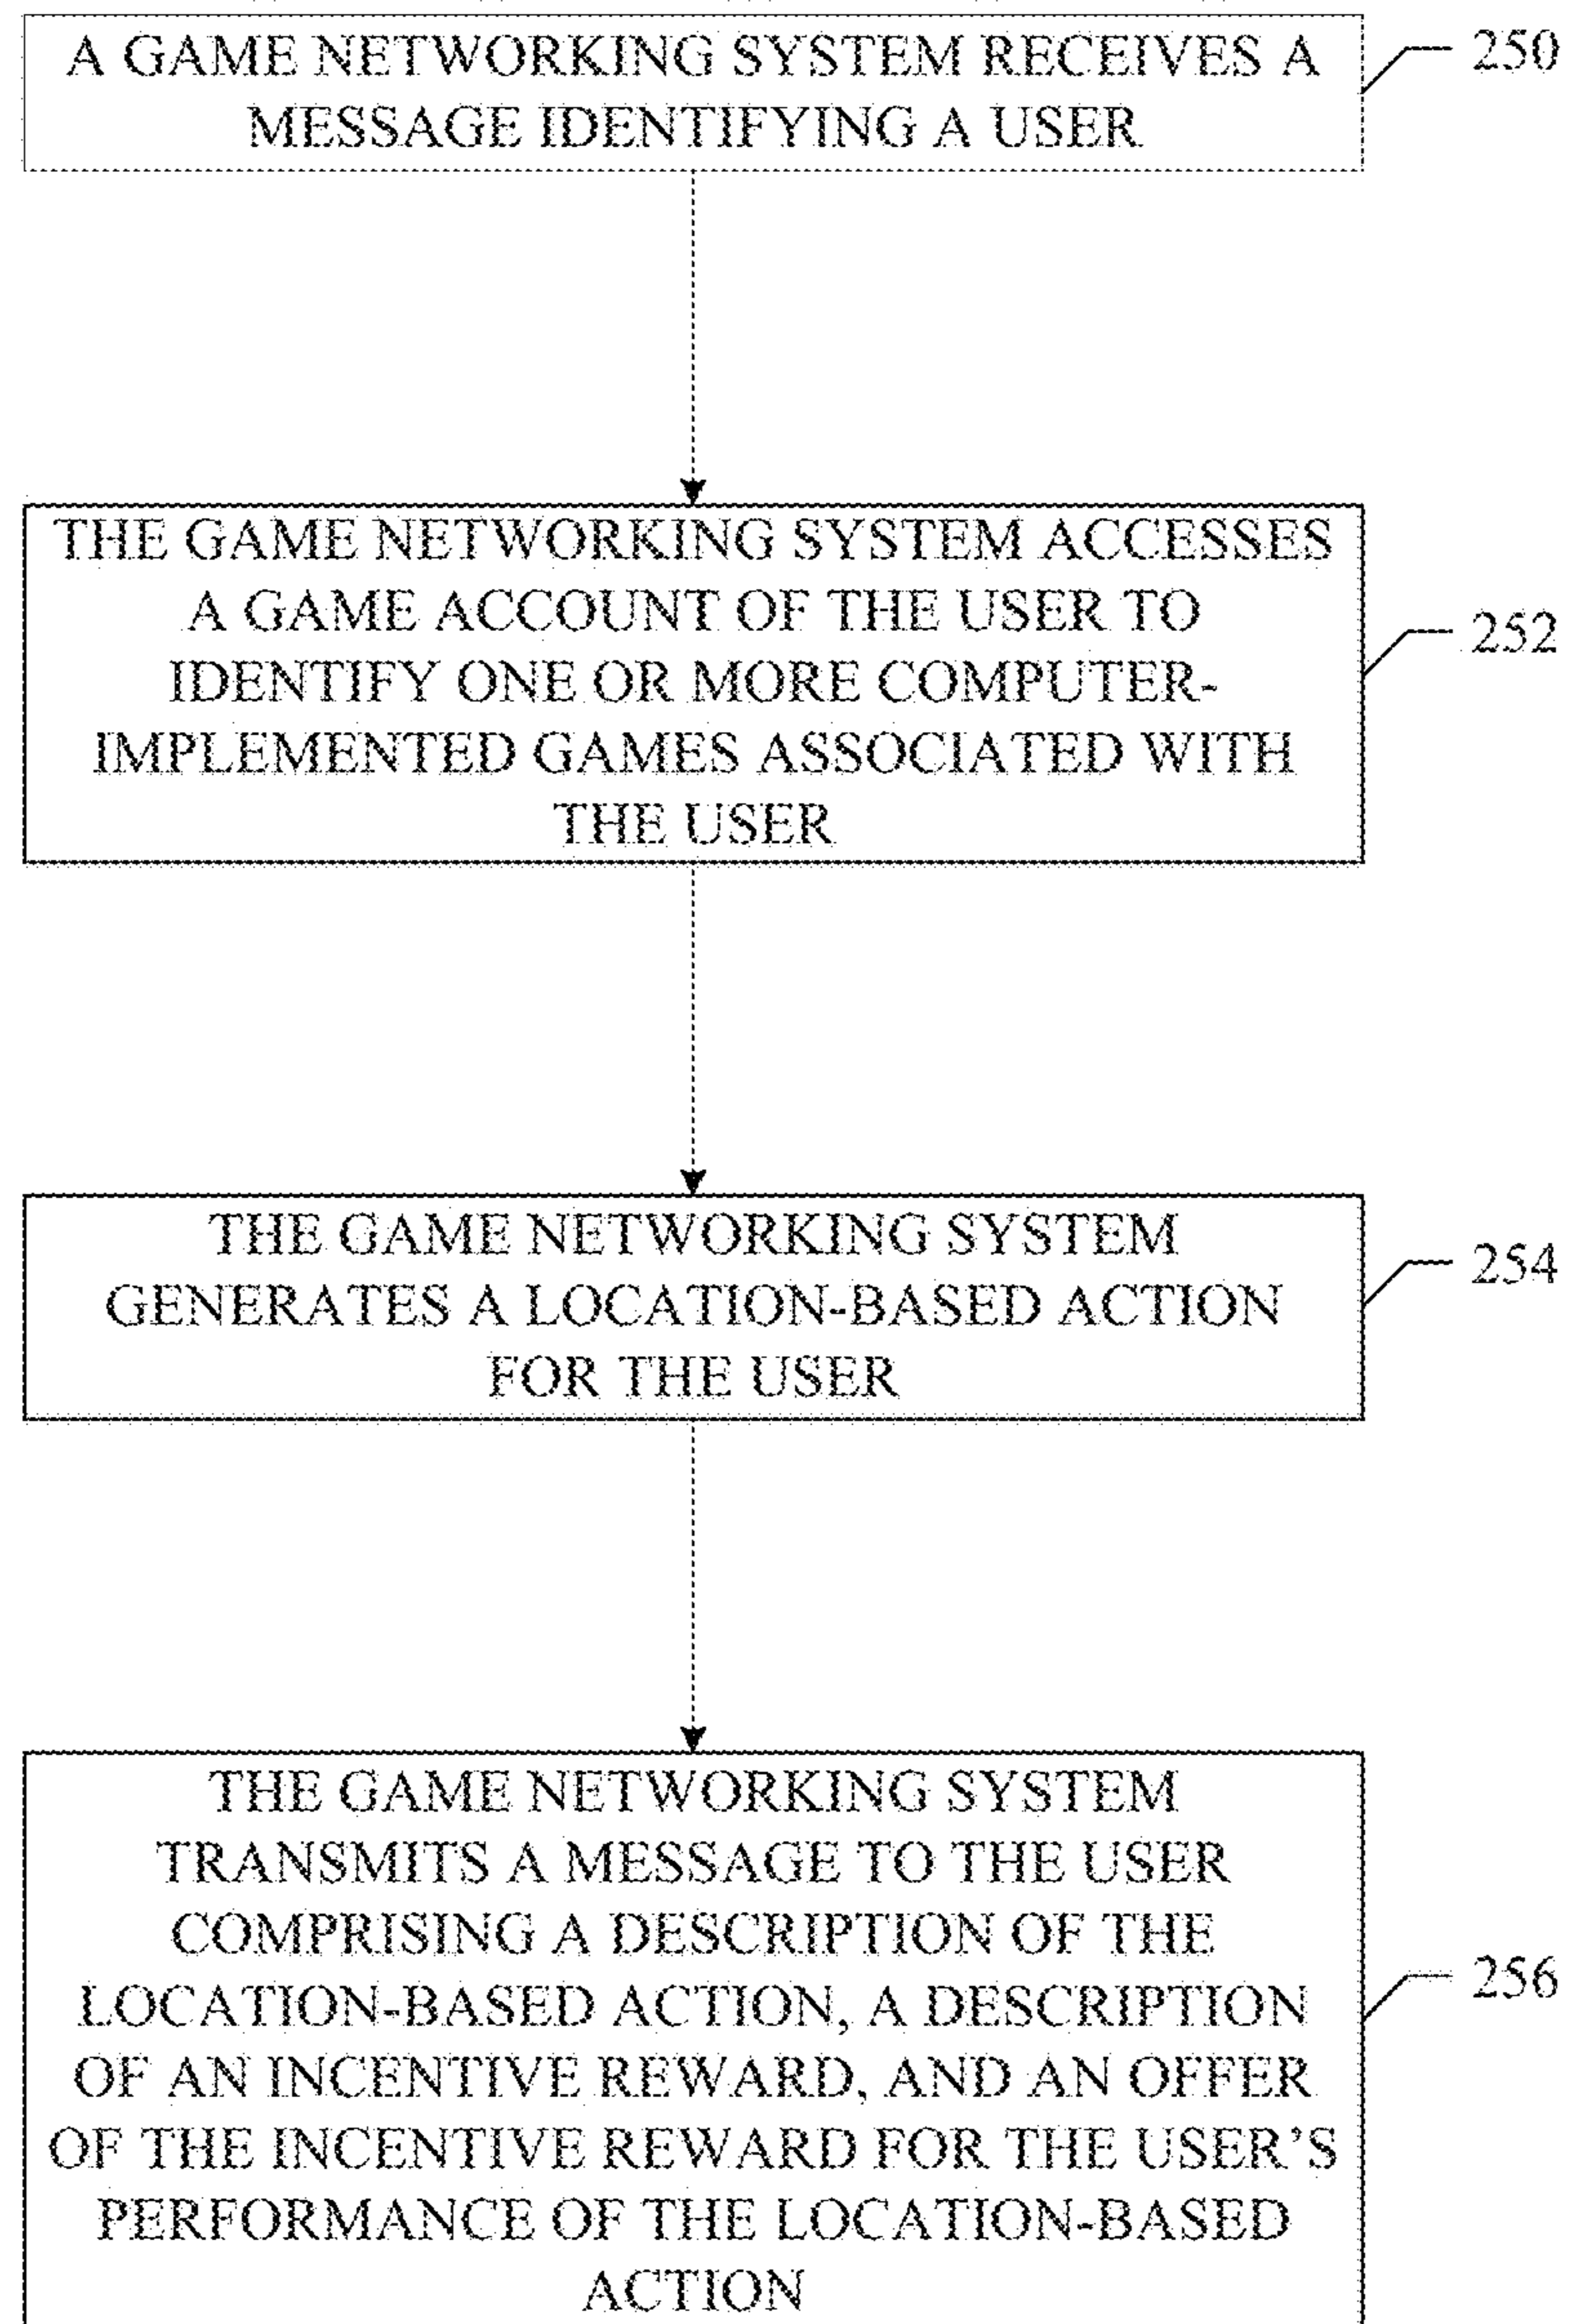 A GAME NETWORKING SYSTEM RECEIVES A
MESSAGE IDENTIFYING A USER
250
THE GAME NETWORKING SYSTEM ACCESSES
A GAME ACCOUNT OF THE USER TO
IDENTIFY ONE OR MORE COMPUTER-
IMPLEMENTED GAMES ASSOCIATED WITH
THE USER
252
THE GAME NETWORKING SYSTEM
GENERATES A LOCATION-BASED ACTION
FOR THE USER
254
THE GAME NETWORKING SYSTEM
TRANSMITS A MESSAGE TO THE USER
COMPRISING A DESCRIPTION OF THE
LOCATION-BASED ACTION, A DESCRIPTION
OF AN INCENTIVE REWARD, AND AN OFFER
OF THE INCENTIVE REWARD FOR THE USER’S
PERFORMANCE OF THE LOCATION-BASED
ACTION
256